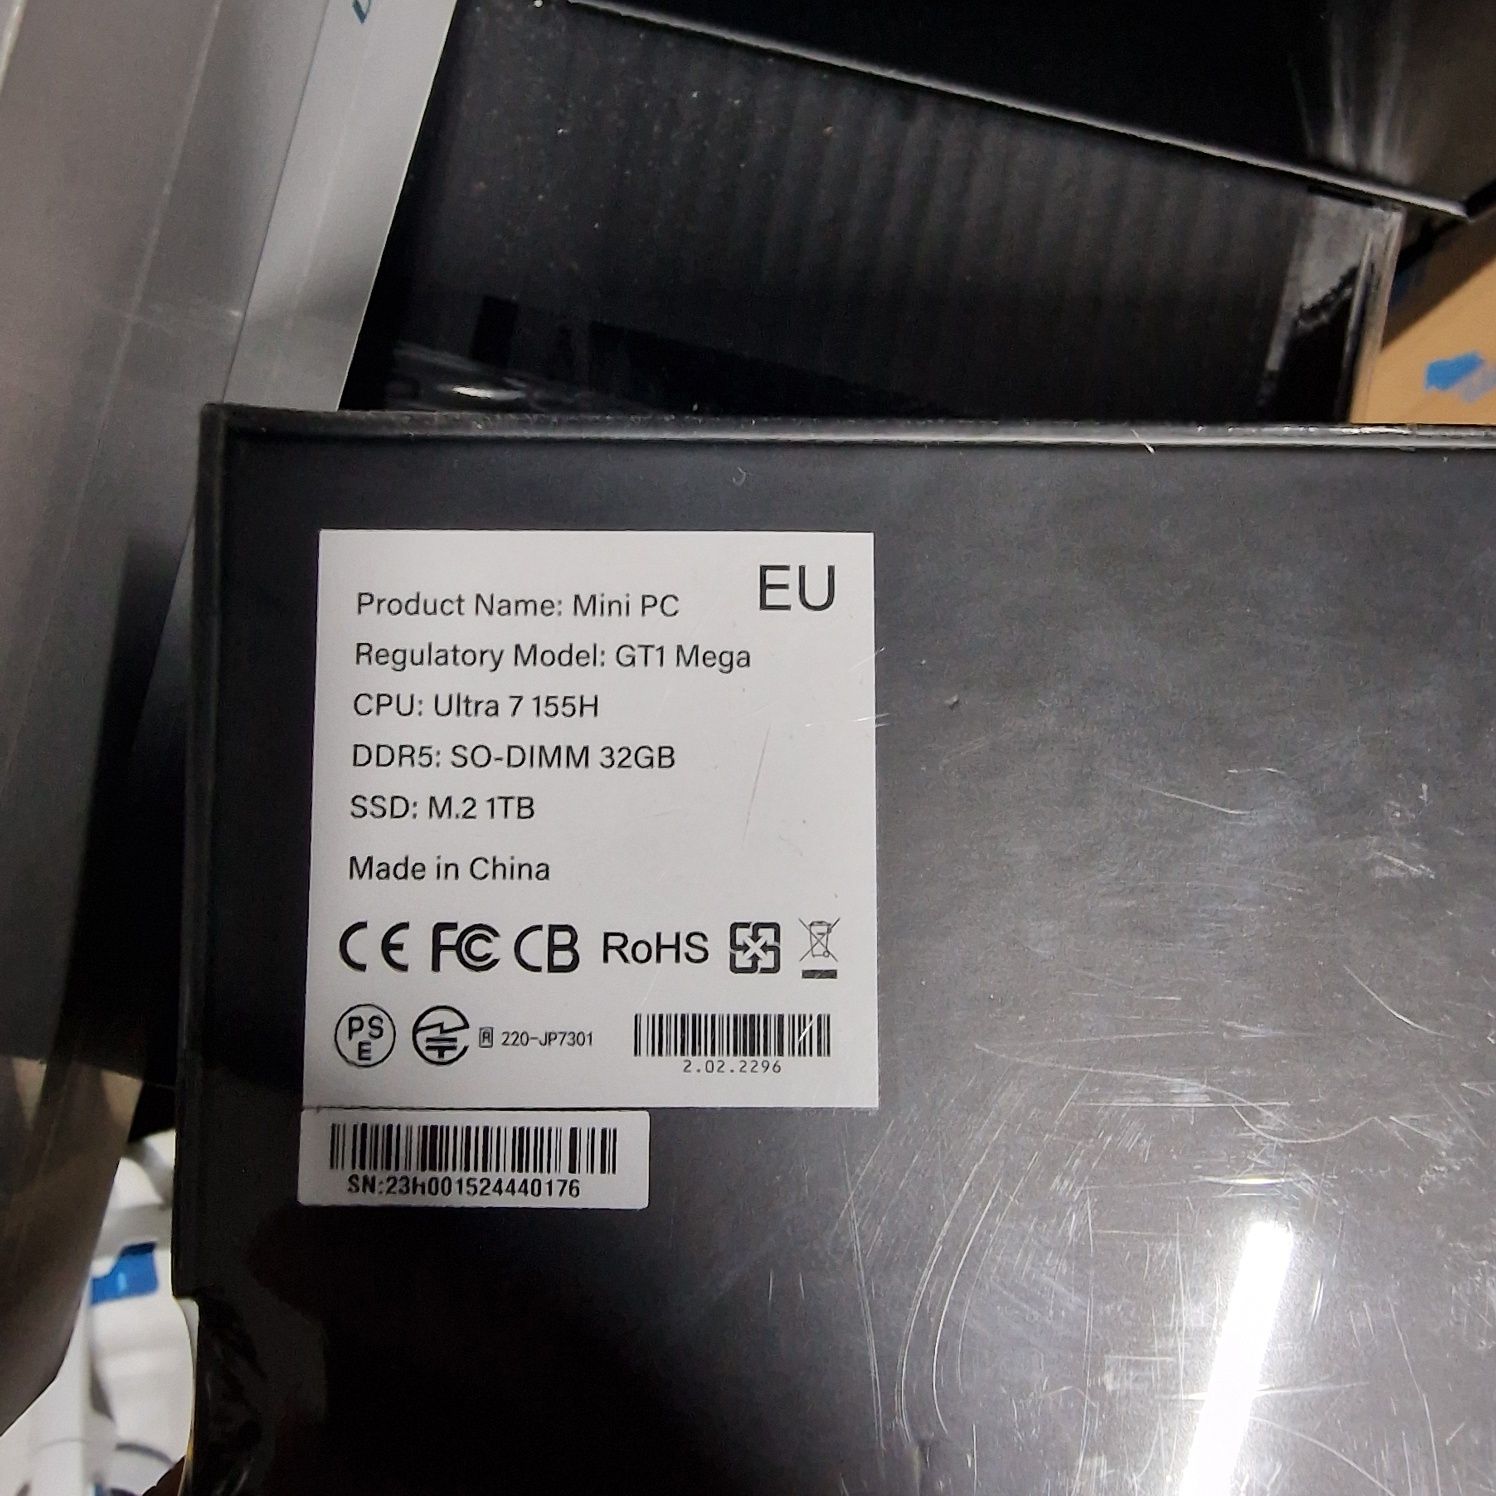 EU
Product Name: Mini PC
Regulatory Model: GT1 Mega
CPU: Ultra 7 155H
DDR5: SO-DIMM 32GB
SSD: M.2 1TB
Made in China
CE FC CB RoHS
PSE R 220-JP7301
2.02.2296
SN:23H001524440176